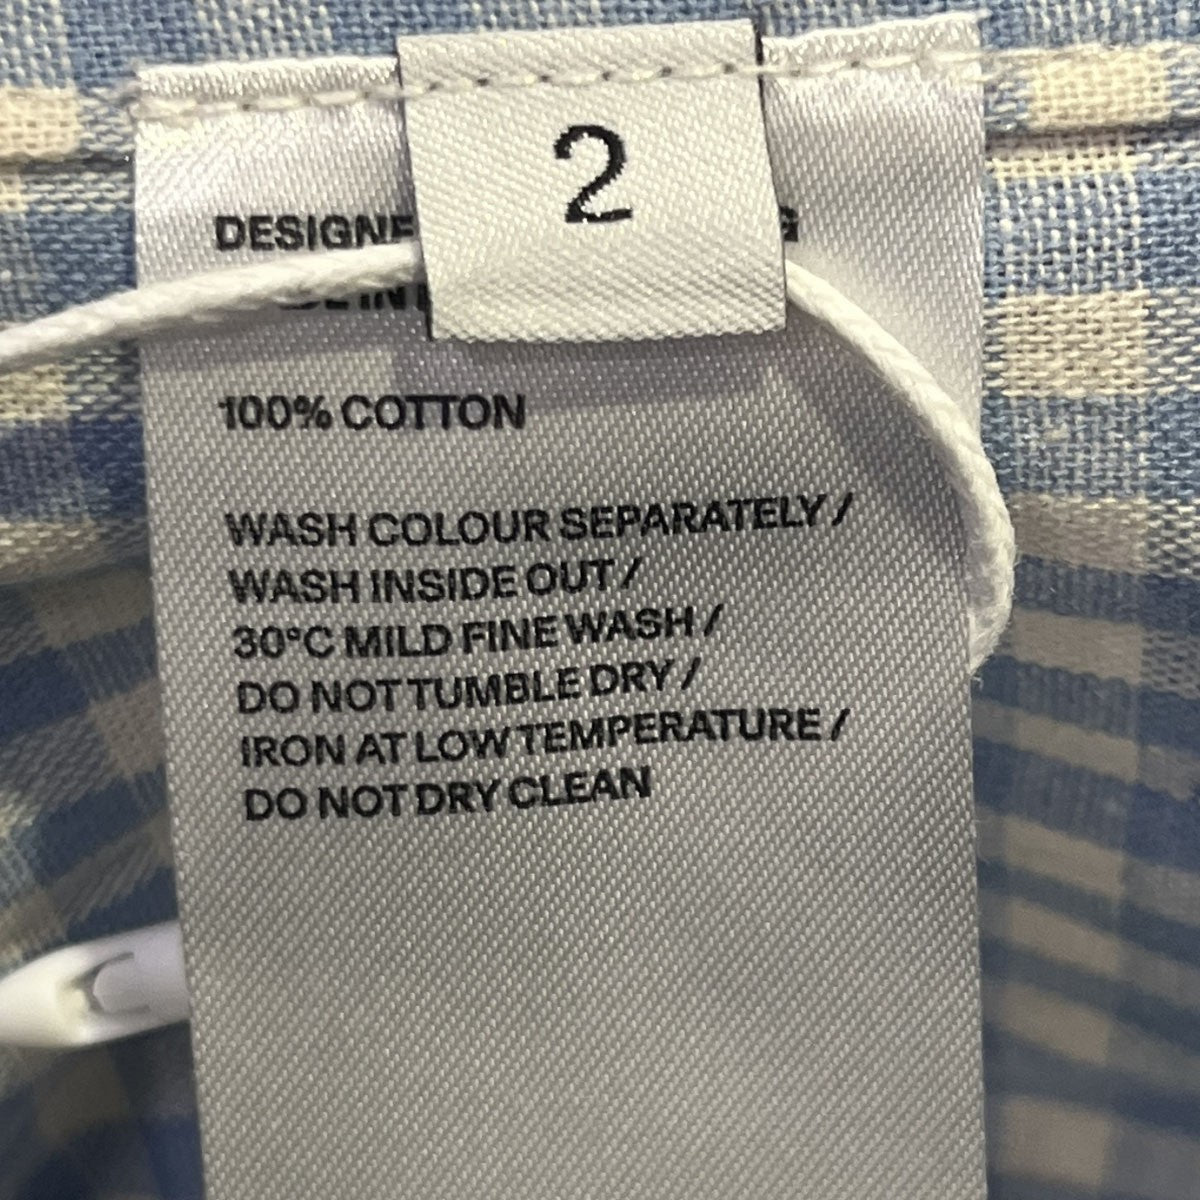 2
100% COTTON
WASH COLOUR SEPARATELY /
WASH INSIDE OUT /
30°C MILD FINE WASH /
DO NOT TUMBLE DRY /
IRON AT LOW TEMPERATURE /
DO NOT DRY CLEAN